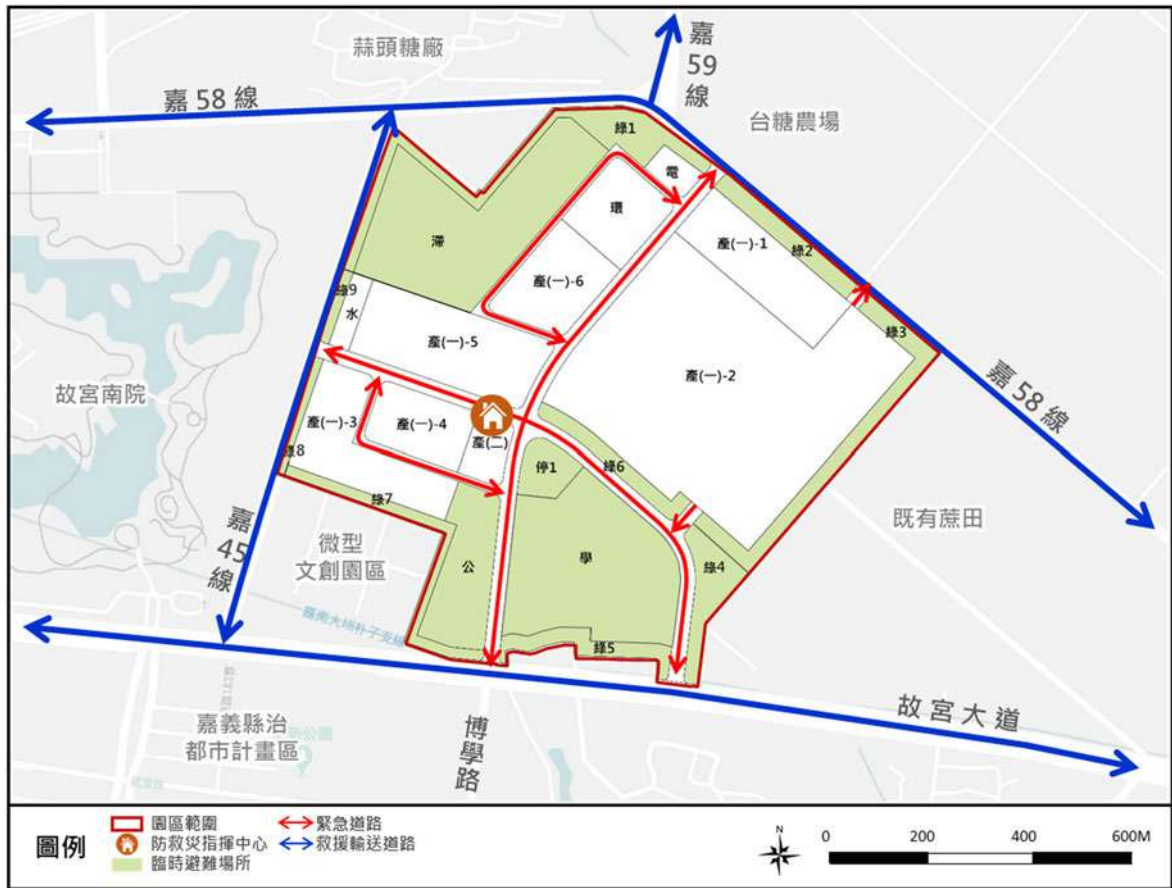 蒜頭糖廠
嘉
59
線
嘉 58 線
台糖農場
綠1
電
環
產(一)-1
綠2
滯
產(一)-6
綠9
水
綠3
產(一)-5
產(一)-2
故宮南院
嘉 58 線
產(一)-3
產(一)-4
產(二)
綠8
停1
綠6
綠7
既有蔗田
嘉
45
線
微型
文創園區
公
學
綠4
綠5
故宮大道
嘉義縣治
都市計畫區
博
學
路
圖例
園區範圍
緊急道路
防救災指揮中心
救援輸送道路
臨時避難場所
N
0
200
400
600M